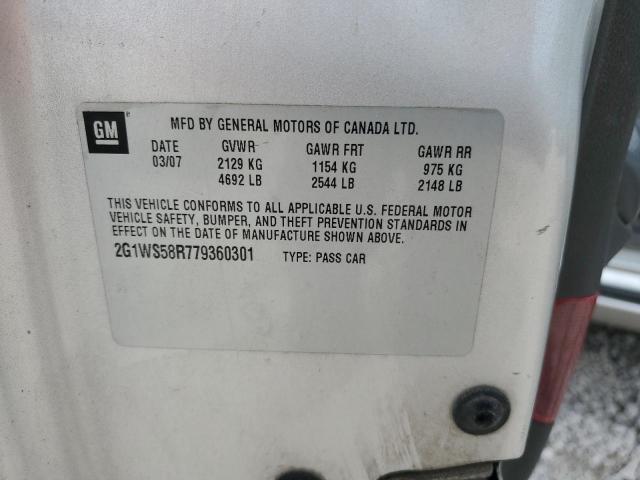 GM
MFD BY GENERAL MOTORS OF CANADA LTD.
DATE GVWR GAWR FRT GAWR RR
03/07 2129 KG 1154 KG 975 KG
4692 LB 2544 LB 2148 LB
THIS VEHICLE CONFORMS TO ALL APPLICABLE U.S. FEDERAL MOTOR
VEHICLE SAFETY, BUMPER, AND THEFT PREVENTION STANDARDS IN
EFFECT ON THE DATE OF MANUFACTURE SHOWN ABOVE.
2G1WS58R779360301 TYPE: PASS CAR